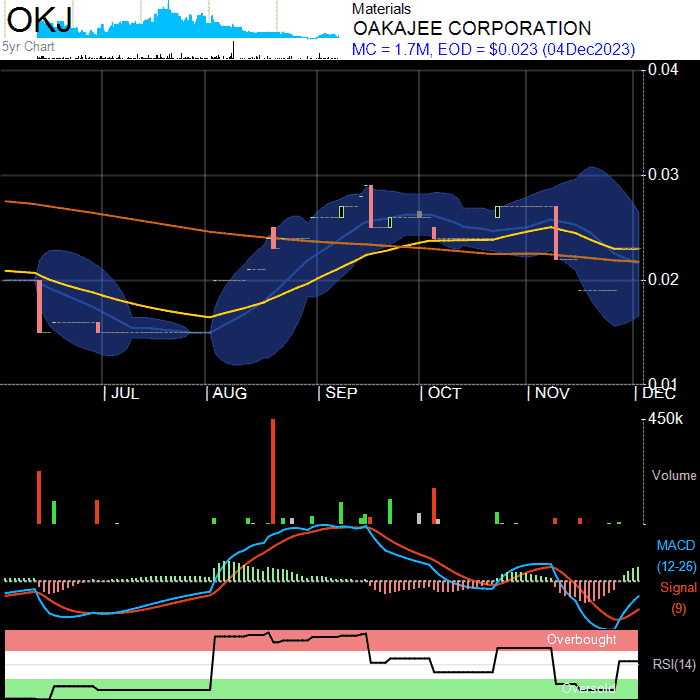 OKJ
5yr Chart
Materials
OAKAJEE CORPORATION
MC = 1.7M, EOD = $0.023 (04Dec2023)
0.04
0.03
0.02
0.01
| JUL | AUG | SEP | OCT | NOV | DEC
450k
Volume
MACD
(12-26)
Signal
(9)
Overbought
RSI(14)
Oversold